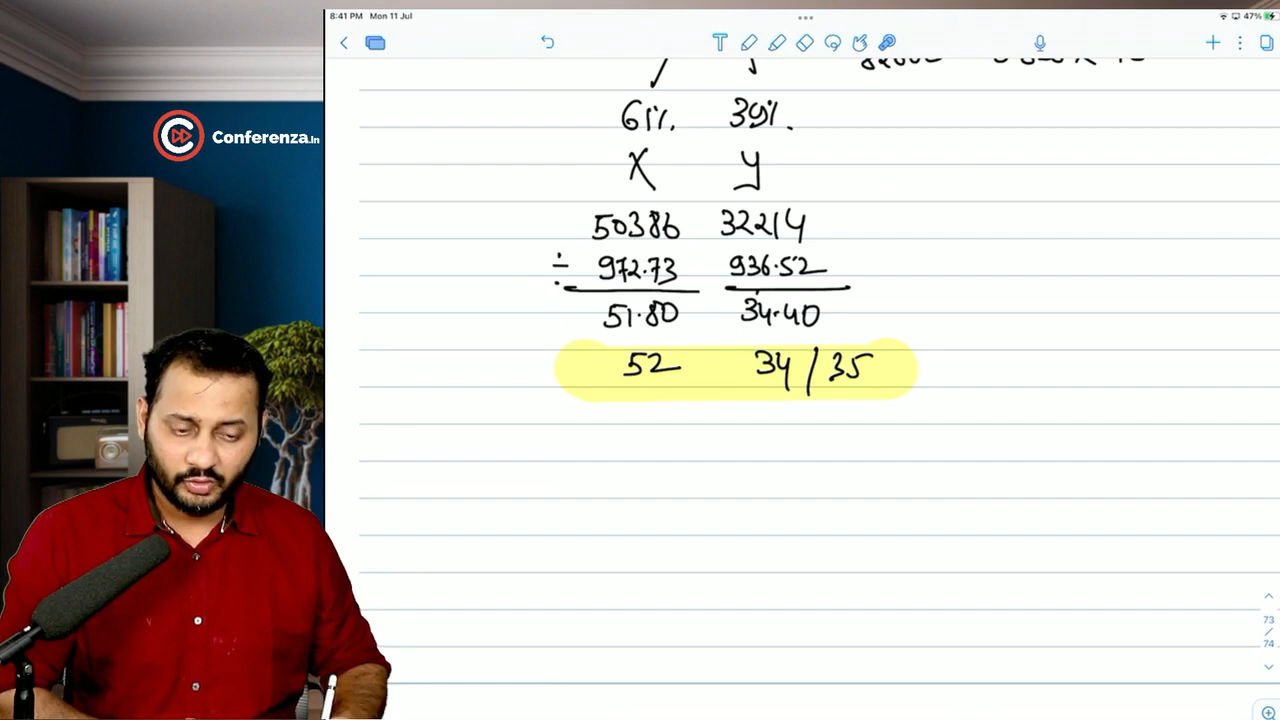 8:41 PM Mon 11 Jul
47%
T
Conferenza.in
61%. 39%.
X y
50386 32214
÷ 972.73 936.52
51.80 34.40
52 34 / 35
73
/
74